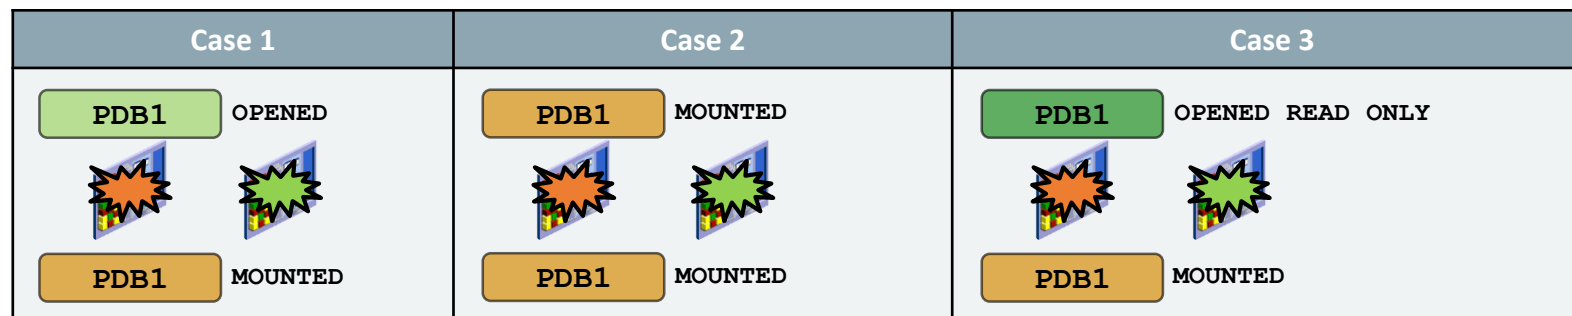 Case 1
Case 2
Case 3
PDB1 OPENED
PDB1 MOUNTED
PDB1 OPENED READ ONLY
PDB1 MOUNTED
PDB1 MOUNTED
PDB1 MOUNTED